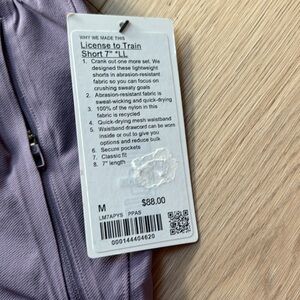 WHY WE MADE THIS
License to Train
Short 7" *LL
1. Crank out one more set. We
designed these lightweight
shorts in abrasion-resistant
fabric so you can focus on
crushing sweaty goals
2. Abrasion-resistant fabric is
sweat-wicking and quick-drying
3. 100% of the nylon in this
fabric is recycled
4. Quick-drying mesh waistband
5. Waistband drawcord can be worn
inside or out to give you
options and reduce bulk
6. Secure pockets
7. Classic fit
8. 7" length
M
$88.00
LM7APYS PPAS
000144404620